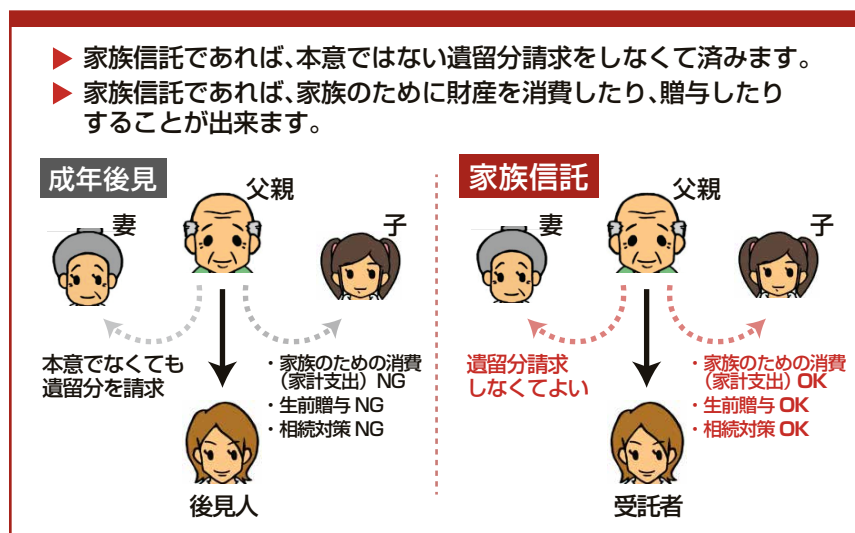 ▶ 家族信託であれば、本意ではない遺留分請求をしなくて済みます。
▶ 家族信託であれば、家族のために財産を消費したり、贈与したり
することが出来ます。
成年後見
父親
妻
子
本意でなくても
遺留分を請求
・家族のための消費
（家計支出）NG
・生前贈与 NG
・相続対策 NG
後見人
家族信託
父親
妻
子
遺留分請求
しなくてよい
・家族のための消費
（家計支出）OK
・生前贈与 OK
・相続対策 OK
受託者